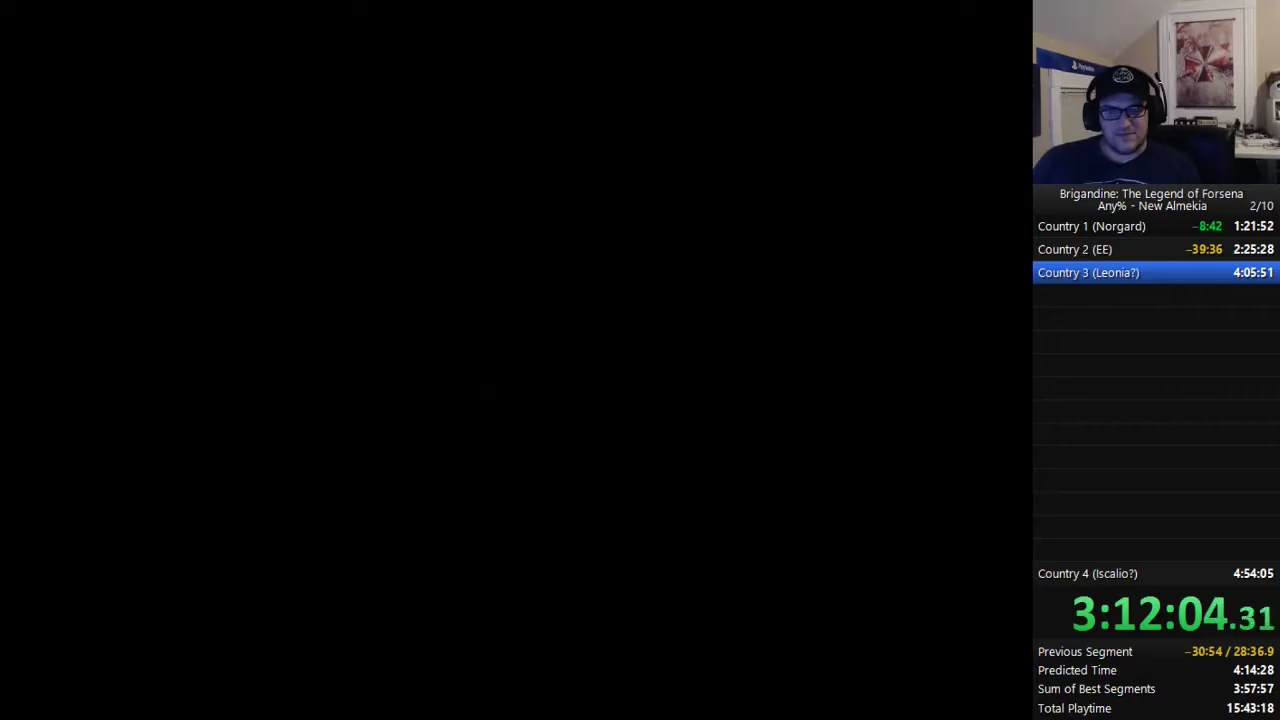 PlayStation
Brigandine: The Legend of Forsena
Any% - New Almekia 2/10
Country 1 (Norgard) −8:42 1:21:52
Country 2 (EE) −39:36 2:25:28
Country 3 (Leonia?) 4:05:51
Country 4 (Iscalio?) 4:54:05
3:12:04.31
Previous Segment −30:54 / 28:36.9
Predicted Time 4:14:28
Sum of Best Segments 3:57:57
Total Playtime 15:43:18